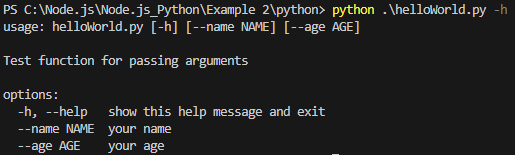 PS C:\Node.js\Node.js_Python\Example 2\python> python .\helloWorld.py -h
usage: helloWorld.py [-h] [--name NAME] [--age AGE]

Test function for passing arguments

options:
  -h, --help   show this help message and exit
  --name NAME  your name
  --age AGE    your age